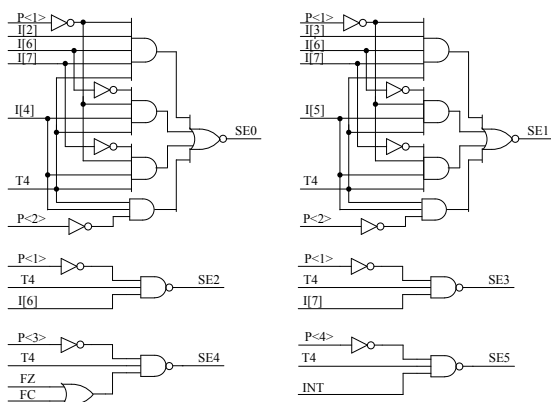 P<1>
I[2]
I[6]
I[7]
I[4]
T4
P<2>
SE0
P<1>
I[3]
I[6]
I[7]
I[5]
T4
P<2>
SE1
P<1>
T4
I[6]
SE2
P<1>
T4
I[7]
SE3
P<3>
T4
FZ
FC
SE4
P<4>
T4
INT
SE5